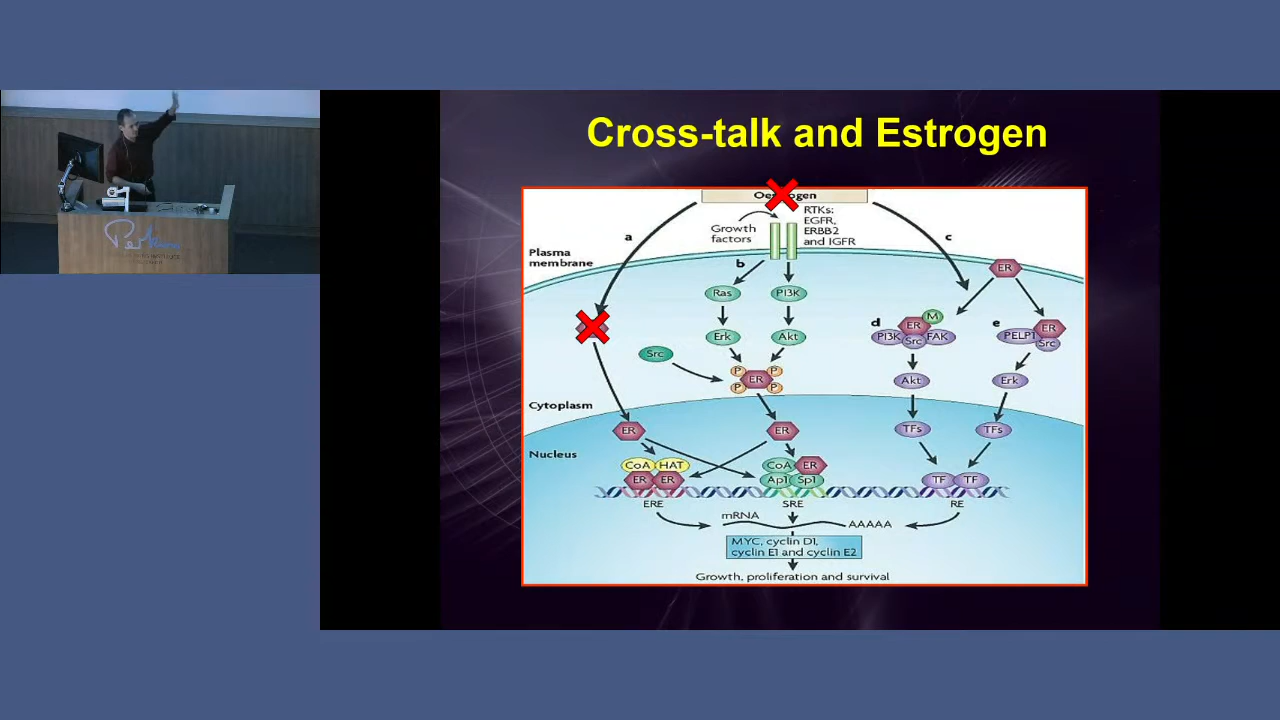 Cross-talk and Estrogen
RTKs:
EGFR,
ERBB2
and IGFR
Growth
factors
a
c
Plasma
membrane
b
ER
Ras
PI3K
M
d
ER
e
ER
PI3K
Src
FAK
PELP1
Src
Erk
Akt
Src
P
P
ER
P
P
Akt
Erk
Cytoplasm
ER
ER
TFs
TFs
Nucleus
CoA
HAT
CoA
ER
ER
ER
Ap1
Sp1
TF
TF
ERE
SRE
RE
mRNA
AAAAA
MYC, cyclin D1,
cyclin E1 and cyclin E2
Growth, proliferation and survival